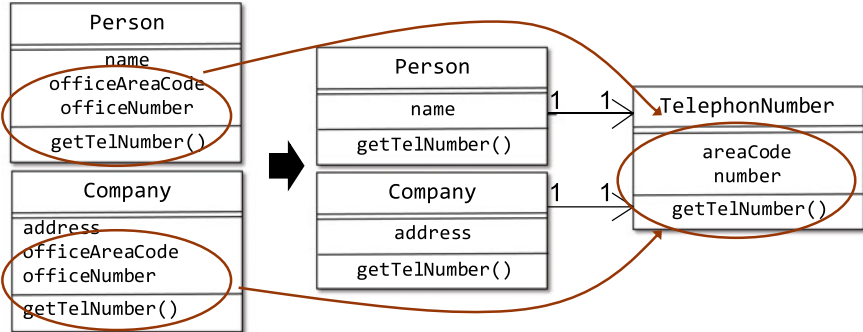 Person
name
officeAreaCode
officeNumber
getTelNumber()
Company
address
officeAreaCode
officeNumber
getTelNumber()
Person
name
getTelNumber()
Company
address
getTelNumber()
1 1
1 1
TelephonNumber
areaCode
number
getTelNumber()